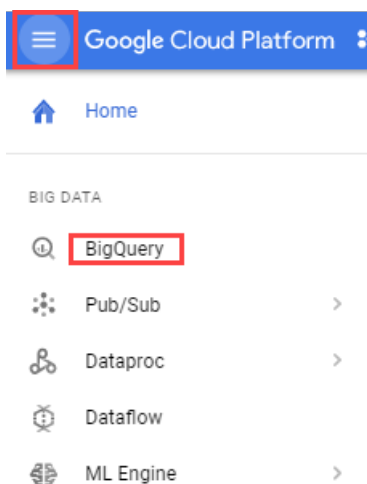 Google Cloud Platform
Home
BIG DATA
BigQuery
Pub/Sub
Dataproc
Dataflow
ML Engine